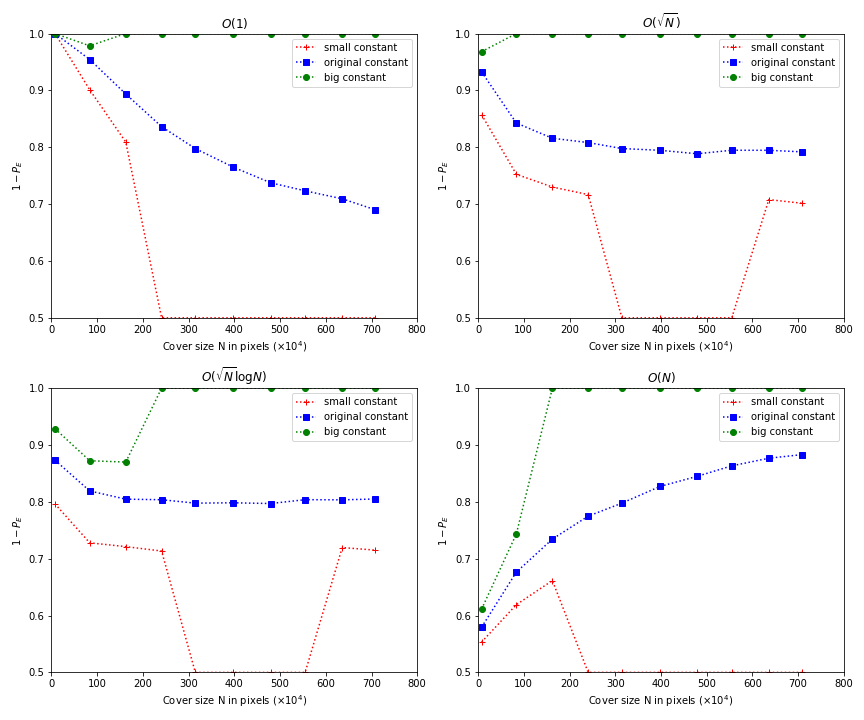 O(1)
1.0
0.9
0.8
0.7
0.6
0.5
1 − P_E
small constant
original constant
big constant
0 100 200 300 400 500 600 700 800
Cover size N in pixels (×10⁴)
O(√N)
1.0
0.9
0.8
0.7
0.6
0.5
1 − P_E
small constant
original constant
big constant
0 100 200 300 400 500 600 700 800
Cover size N in pixels (×10⁴)
O(√N logN)
1.0
0.9
0.8
0.7
0.6
0.5
1 − P_E
small constant
original constant
big constant
0 100 200 300 400 500 600 700 800
Cover size N in pixels (×10⁴)
O(N)
1.0
0.9
0.8
0.7
0.6
0.5
1 − P_E
small constant
original constant
big constant
0 100 200 300 400 500 600 700 800
Cover size N in pixels (×10⁴)